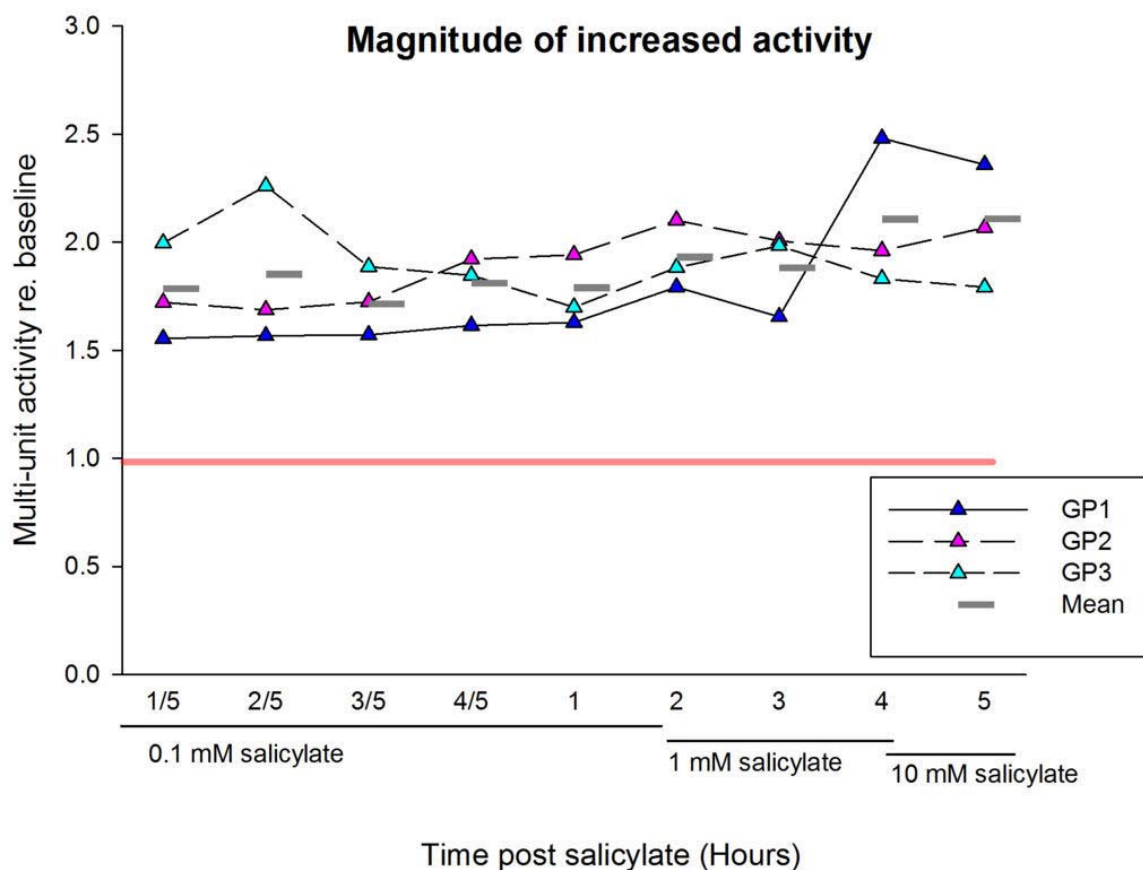 Magnitude of increased activity
Multi-unit activity re. baseline
3.0
2.5
2.0
1.5
1.0
0.5
0.0
GP1
GP2
GP3
Mean
1/5 2/5 3/5 4/5 1 2 3 4 5
0.1 mM salicylate
1 mM salicylate
10 mM salicylate
Time post salicylate (Hours)